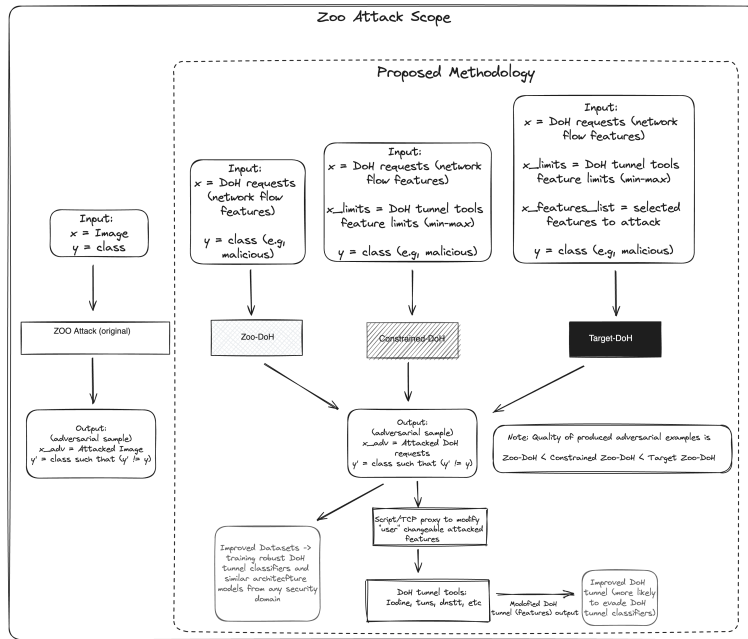 Zoo Attack Scope
Proposed Methodology
Input:
x = Image
y = class
ZOO Attack (original)
Output:
(adversarial sample)
x_adv = Attacked Image
y' = class such that (y' != y)
Input:
x = DoH requests
(network flow
features)
y = class (e.g,
malicious)
Zoo-DoH
Input:
x = DoH requests (network
flow features)
x_limits = DoH tunnel tools
feature limits (min-max)
y = class (e.g, malicious)
Constrained-DoH
Input:
x = DoH requests (network
flow features)
x_limits = DoH tunnel tools
feature limits (min-max)
x_features_list = selected
features to attack
y = class (e.g, malicious)
Target-DoH
Output:
(adversarial sample)
x_adv = Attacked DoH
requests
y' = class such that (y' != y)
Note: Quality of produced adversarial examples is
Zoo-DoH < Constrained Zoo-DoH < Target Zoo-DoH
Improved Datasets ->
training robust DoH
tunnel classifiers and
similar architecfture
models from any security
domain
Script/TCP proxy to modify
"user" changeable attacked
features
DoH tunnel tools:
Iodine, tuns, dnstt, etc
Modofied DoH
tunnel (features) output
Improved DoH
tunnel (more likely
to evade DoH
tunnel classifiers)